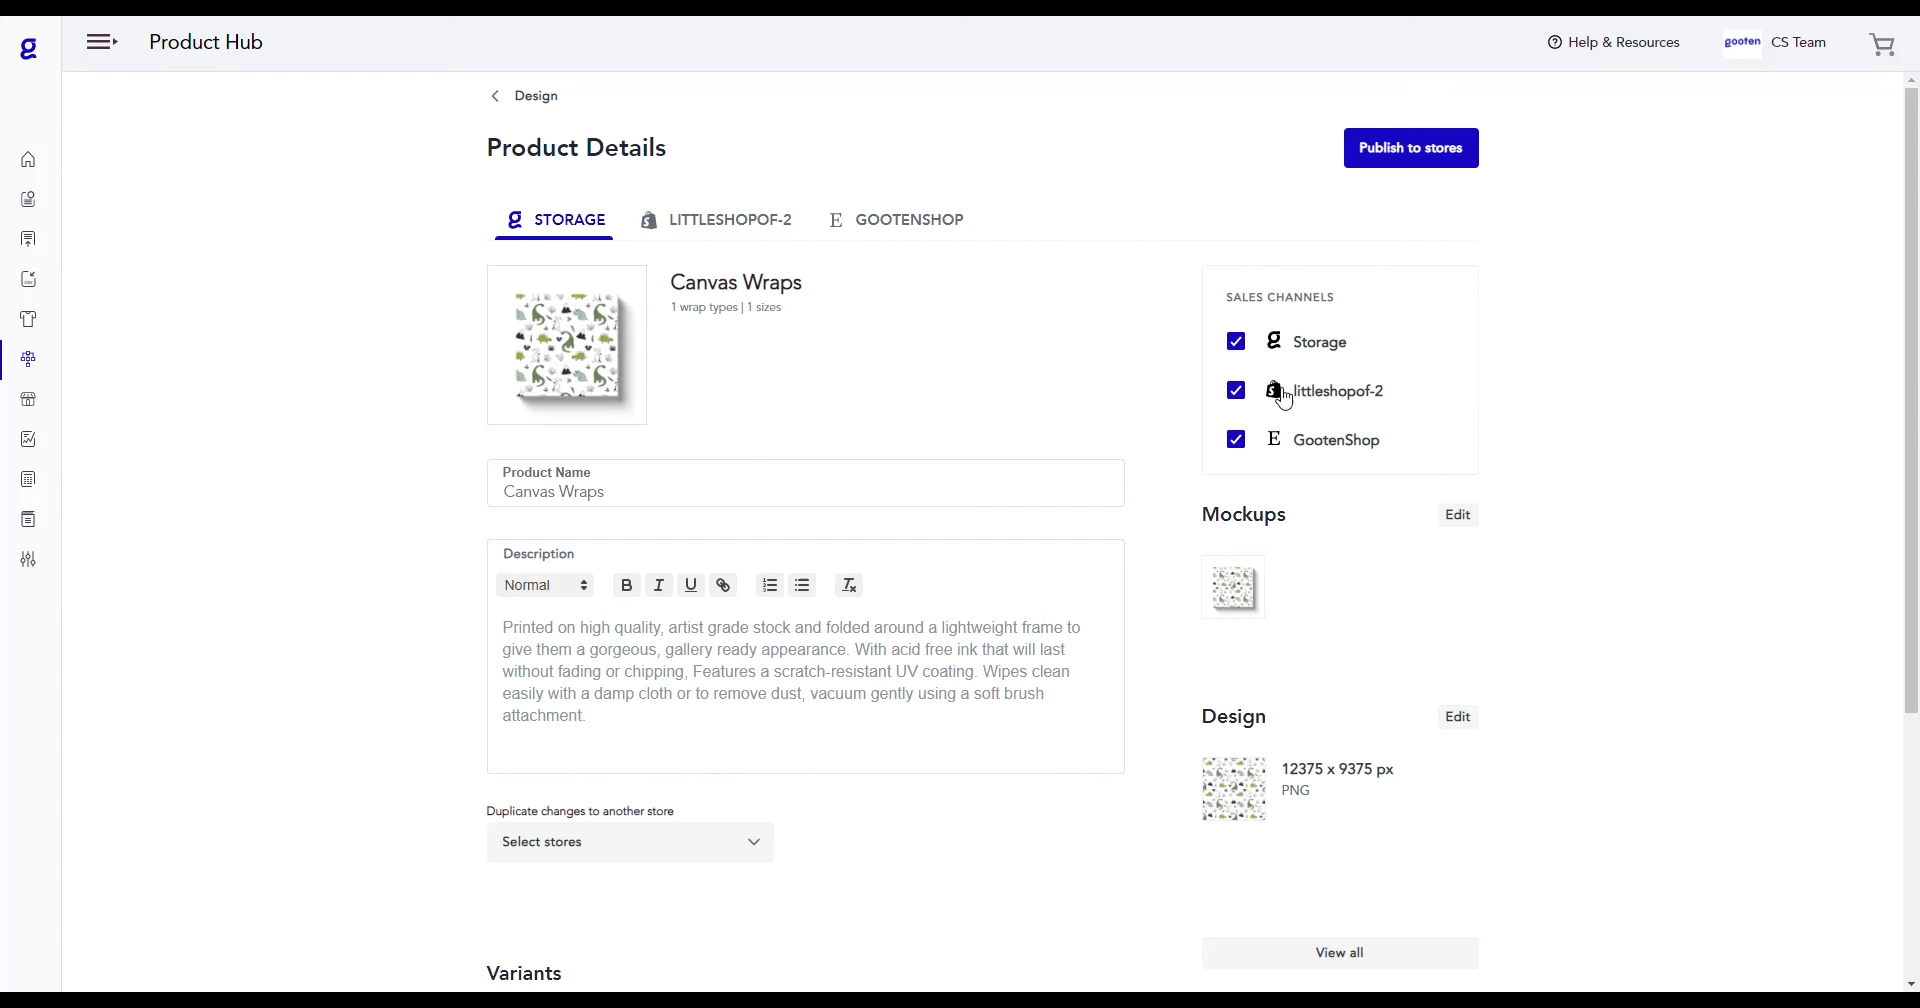 g
Product Hub
Help & Resources
gooten
CS Team
Design
Product Details
Publish to stores
g STORAGE
LITTLESHOPOF-2
E GOOTENSHOP
Canvas Wraps
1 wrap types | 1 sizes
SALES CHANNELS
g Storage
littleshopof-2
E GootenShop
Product Name
Canvas Wraps
Mockups
Edit
Description
Normal
B I U
Printed on high quality, artist grade stock and folded around a lightweight frame to
give them a gorgeous, gallery ready appearance. With acid free ink that will last
without fading or chipping, Features a scratch-resistant UV coating. Wipes clean
easily with a damp cloth or to remove dust, vacuum gently using a soft brush
attachment.
Design
Edit
12375 x 9375 px
PNG
Duplicate changes to another store
Select stores
View all
Variants